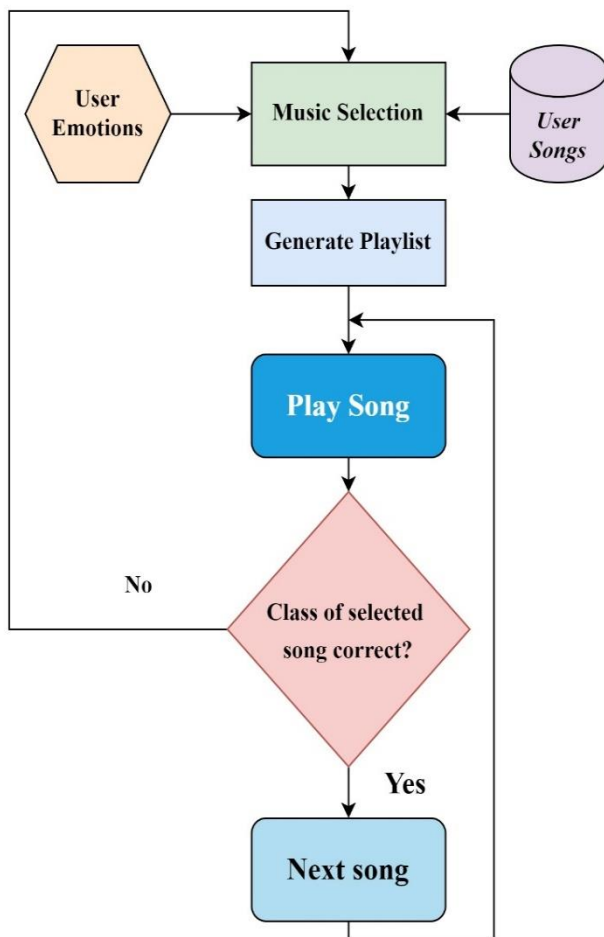 User
Emotions
Music Selection
User
Songs
Generate Playlist
Play Song
No
Class of selected
song correct?
Yes
Next song